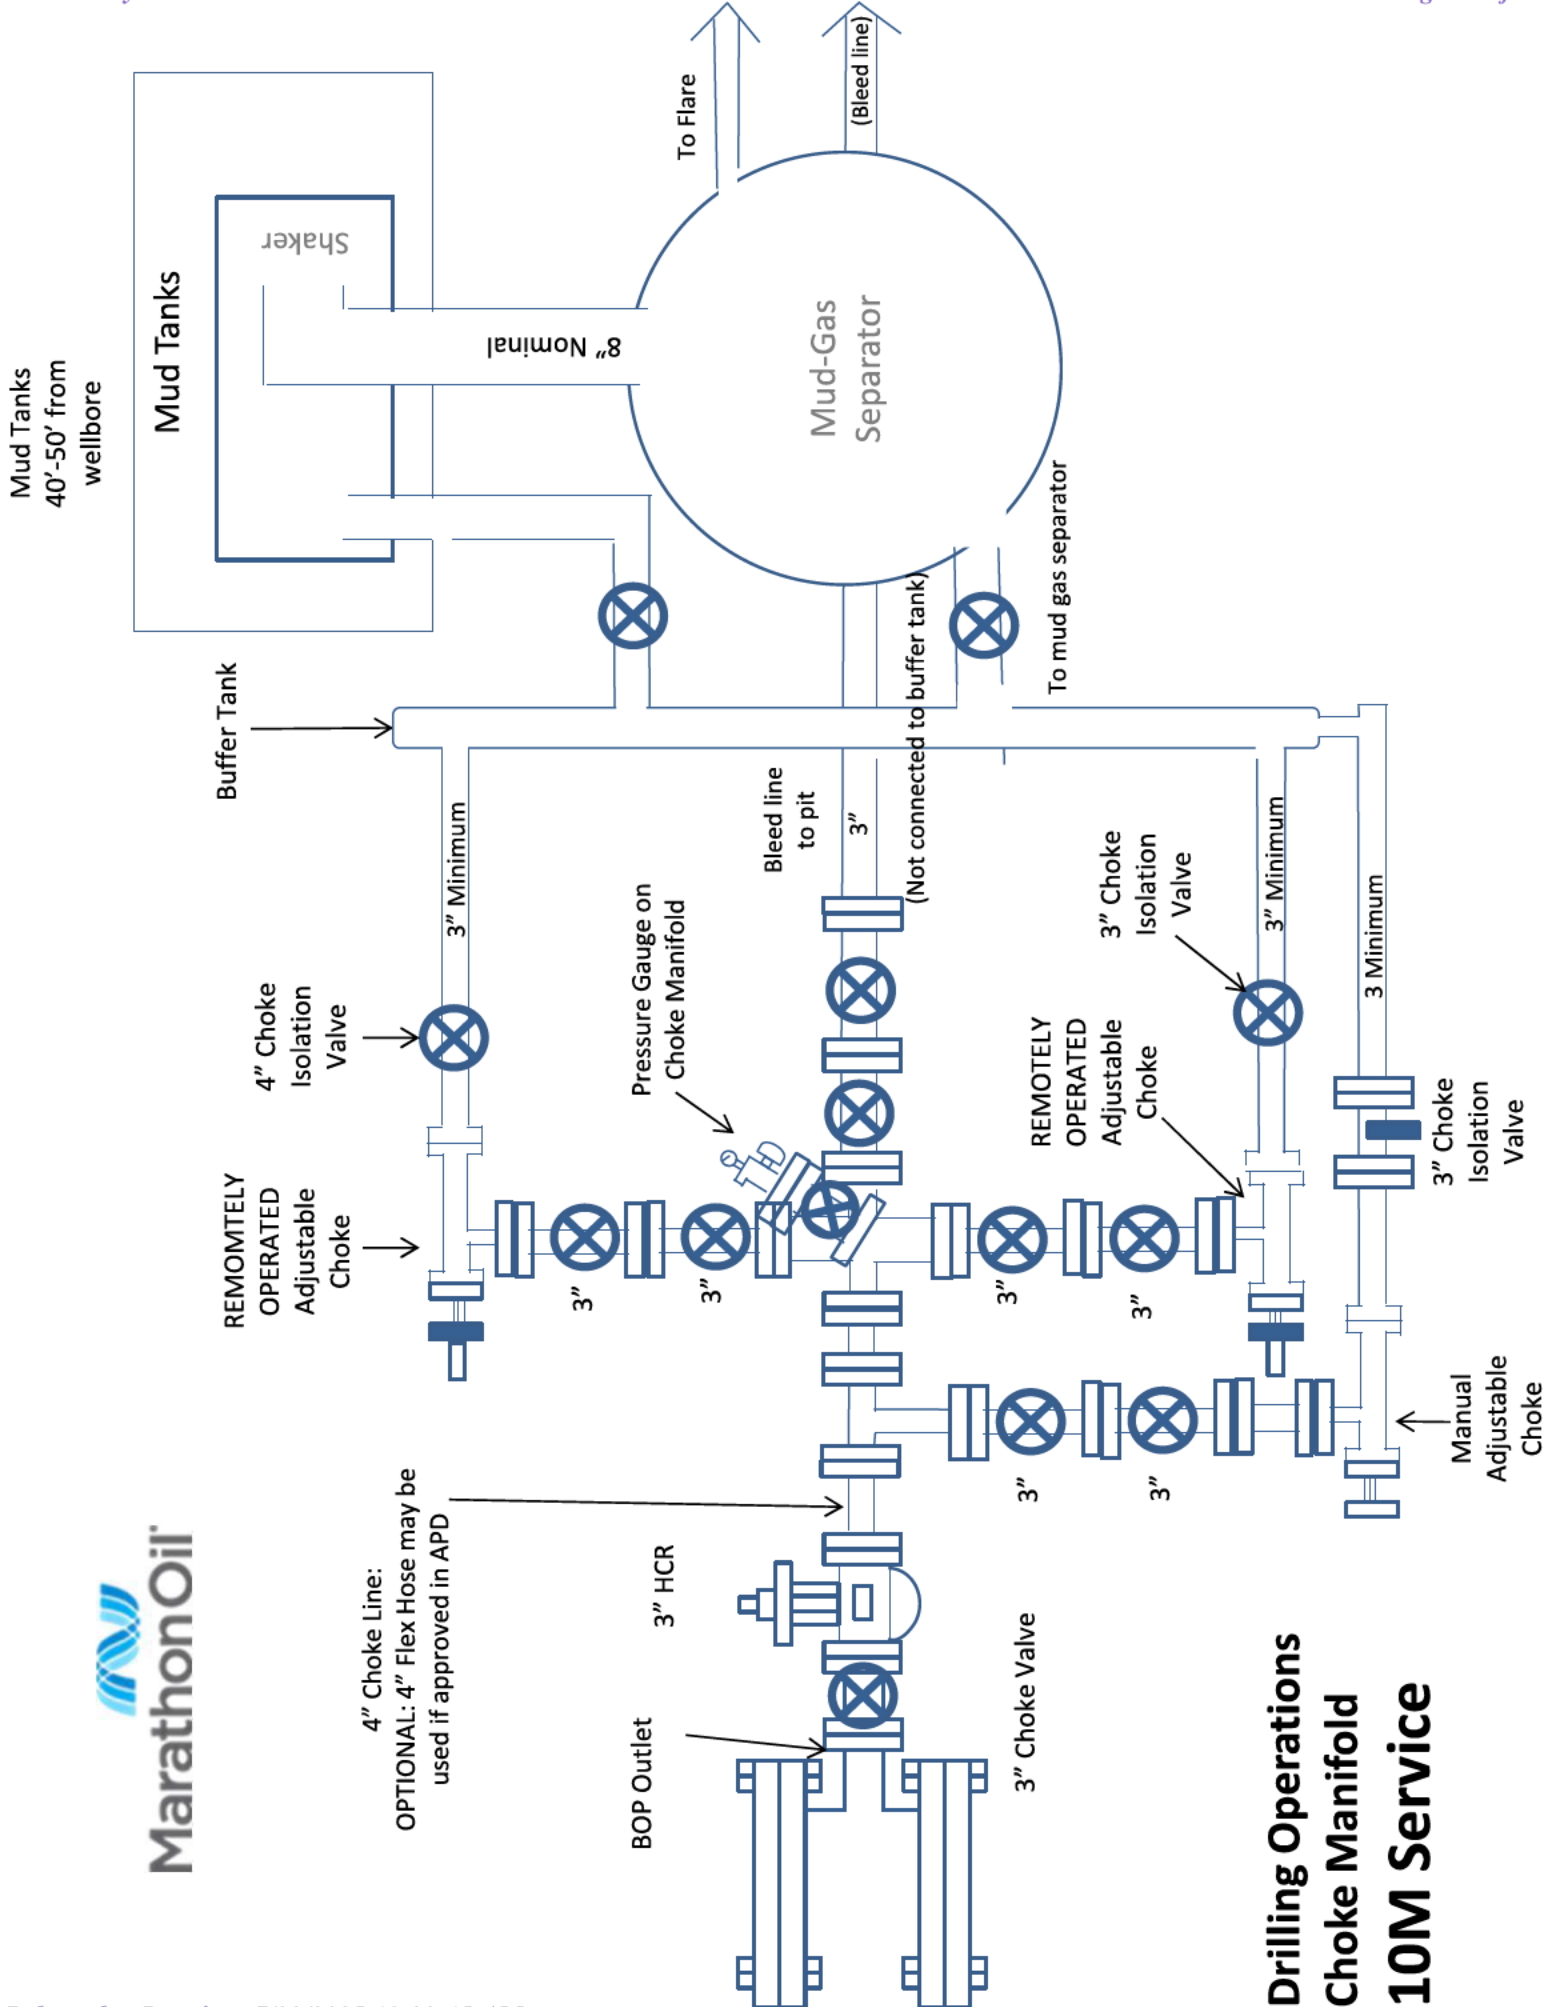 MarathonOil
Drilling Operations
Choke Manifold
10M Service
4” Choke Line:
OPTIONAL: 4” Flex Hose may be
used if approved in APD
BOP Outlet
3” HCR
3” Choke Valve
REMOMTELY
OPERATED
Adjustable
Choke
4” Choke
Isolation
Valve
3” Minimum
Buffer Tank
Mud Tanks
40’-50’ from
wellbore
Mud Tanks
Shaker
8” Nominal
To Flare
(Bleed line)
Mud-Gas
Separator
Pressure Gauge on
Choke Manifold
Bleed line
to pit
3”
(Not connected to buffer tank)
To mud gas separator
3”
3”
3”
3”
3”
3”
REMOTELY
OPERATED
Adjustable
Choke
3” Choke
Isolation
Valve
3” Minimum
3 Minimum
3” Choke
Isolation
Valve
Manual
Adjustable
Choke